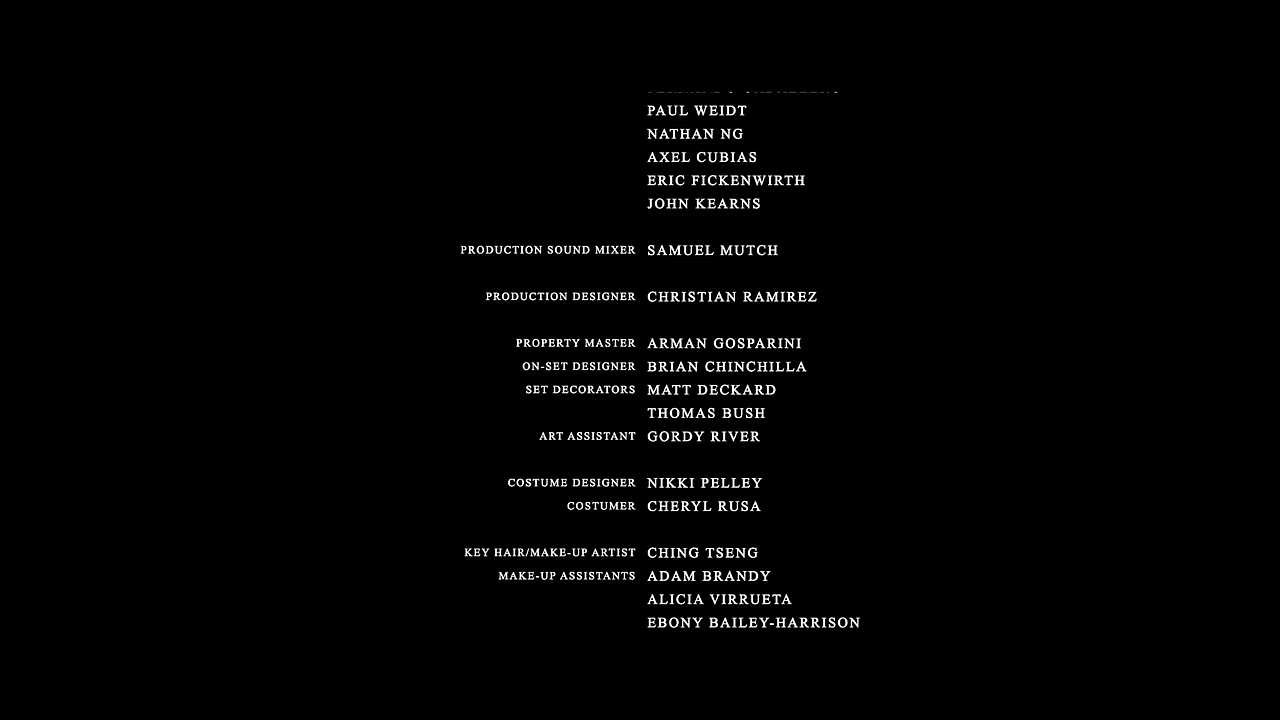 PAUL WEIDT
NATHAN NG
AXEL CUBIAS
ERIC FICKENWIRTH
JOHN KEARNS
PRODUCTION SOUND MIXER SAMUEL MUTCH
PRODUCTION DESIGNER CHRISTIAN RAMIREZ
PROPERTY MASTER ARMAN GOSPARINI
ON-SET DESIGNER BRIAN CHINCHILLA
SET DECORATORS MATT DECKARD
THOMAS BUSH
ART ASSISTANT GORDY RIVER
COSTUME DESIGNER NIKKI PELLEY
COSTUMER CHERYL RUSA
KEY HAIR/MAKE-UP ARTIST CHING TSENG
MAKE-UP ASSISTANTS ADAM BRANDY
ALICIA VIRRUETA
EBONY BAILEY-HARRISON